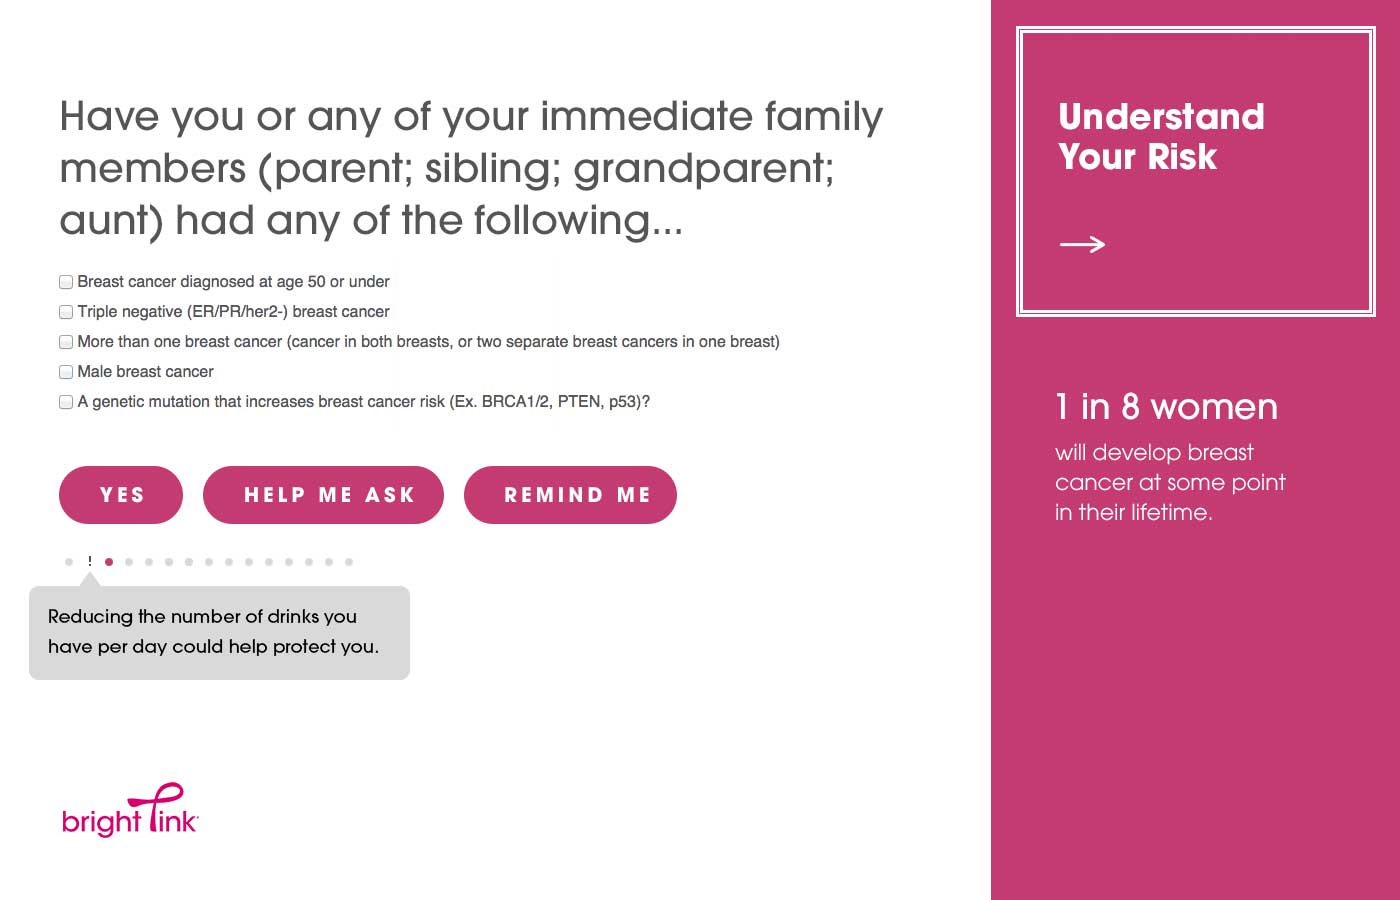 Have you or any of your immediate family
members (parent; sibling; grandparent;
aunt) had any of the following...
Breast cancer diagnosed at age 50 or under
Triple negative (ER/PR/her2-) breast cancer
More than one breast cancer (cancer in both breasts, or two separate breast cancers in one breast)
Male breast cancer
A genetic mutation that increases breast cancer risk (Ex. BRCA1/2, PTEN, p53)?
YES
HELP ME ASK
REMIND ME
!
Reducing the number of drinks you
have per day could help protect you.
bright pink
Understand
Your Risk
1 in 8 women
will develop breast
cancer at some point
in their lifetime.